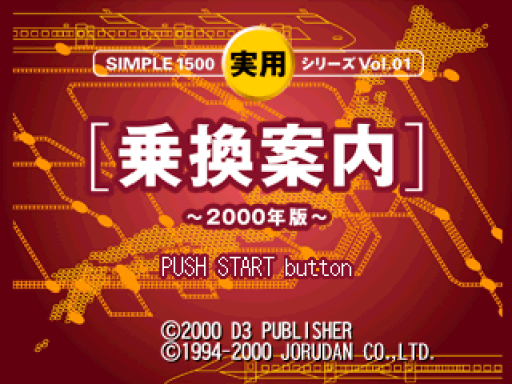 SIMPLE 1500 実用 シリーズ Vol.01
[乗換案内]
～2000年版～
PUSH START button
©2000 D3 PUBLISHER
©1994-2000 JORUDAN CO.,LTD.